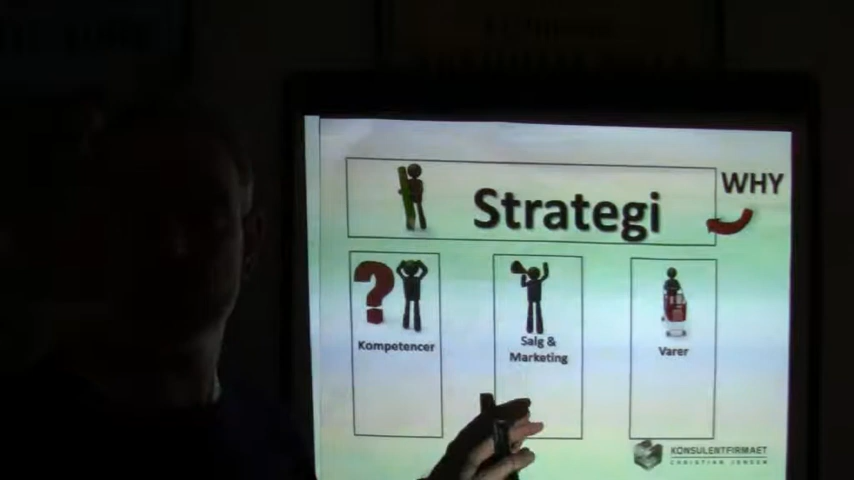 WHY
Strategi
Kompetencer
Salg &
Marketing
Varer
KONSULENTFIRMAET
CHRISTIAN JENSEN